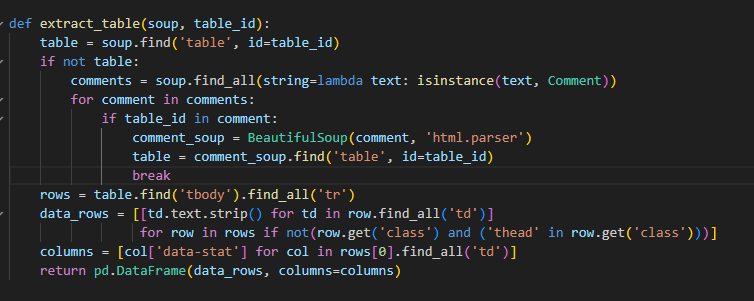 def extract_table(soup, table_id):
    table = soup.find('table', id=table_id)
    if not table:
        comments = soup.find_all(string=lambda text: isinstance(text, Comment))
        for comment in comments:
            if table_id in comment:
                comment_soup = BeautifulSoup(comment, 'html.parser')
                table = comment_soup.find('table', id=table_id)
                break
    rows = table.find('tbody').find_all('tr')
    data_rows = [[td.text.strip() for td in row.find_all('td')]
                 for row in rows if not(row.get('class') and ('thead' in row.get('class')))]
    columns = [col['data-stat'] for col in rows[0].find_all('td')]
    return pd.DataFrame(data_rows, columns=columns)